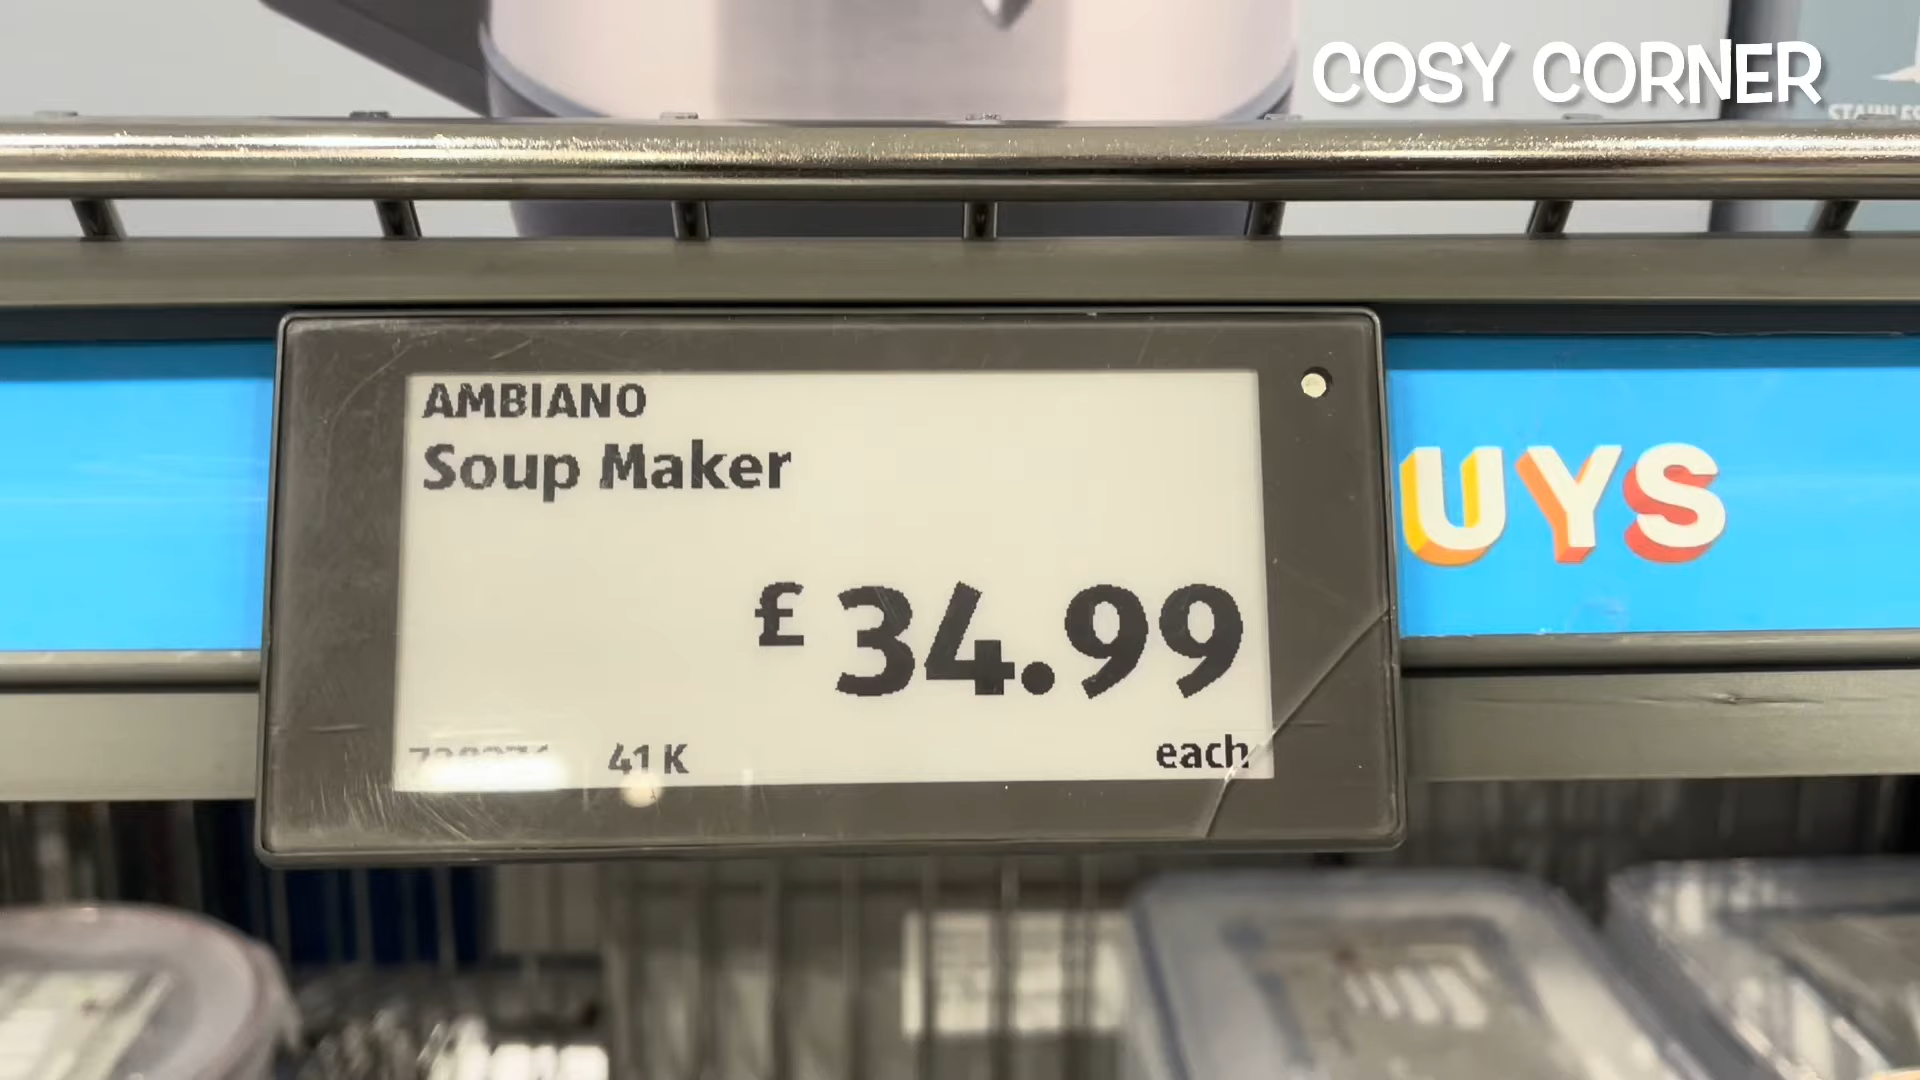 COSY CORNER
AMBIANO
Soup Maker
UYS
£34.99
41 K
each